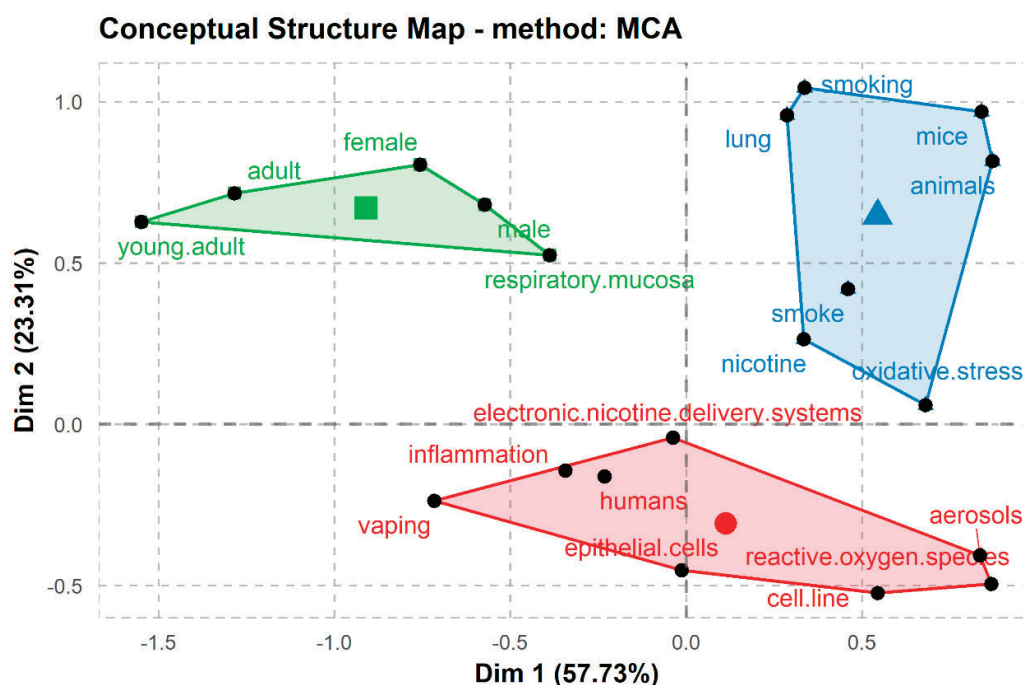 Conceptual Structure Map - method: MCA
1.0
0.5
0.0
-0.5
Dim 2 (23.31%)
smoking
lung
mice
female
adult
animals
male
young.adult
respiratory.mucosa
smoke
nicotine
oxidative.stress
electronic.nicotine.delivery.systems
inflammation
humans
vaping
aerosols
epithelial.cells
reactive.oxygen.species
cell.line
-1.5
-1.0
-0.5
0.0
0.5
Dim 1 (57.73%)